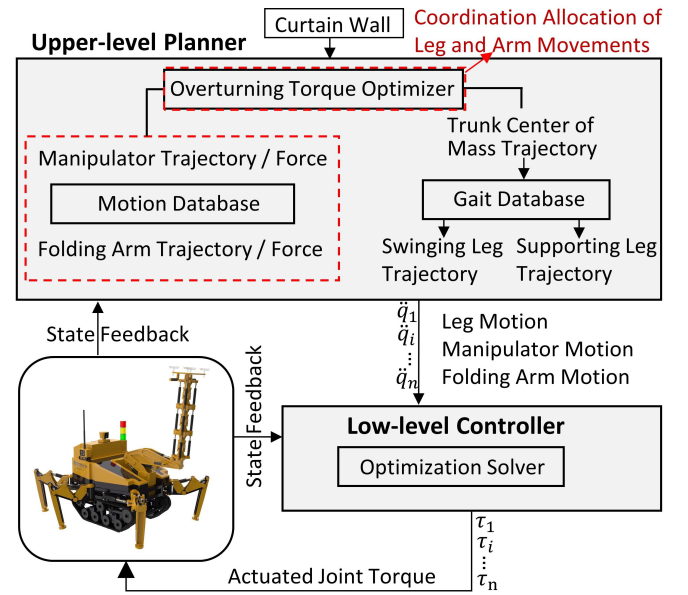 Curtain Wall
Coordination Allocation of
Leg and Arm Movements
Upper-level Planner
Overturning Torque Optimizer
Manipulator Trajectory / Force
Motion Database
Folding Arm Trajectory / Force
Trunk Center of
Mass Trajectory
Gait Database
Swinging Leg
Trajectory
Supporting Leg
Trajectory
State Feedback
q̈₁
q̈ᵢ
⋮
q̈ₙ
Leg Motion
Manipulator Motion
Folding Arm Motion
State Feedback
Low-level Controller
Optimization Solver
τ₁
τᵢ
⋮
τₙ
Actuated Joint Torque